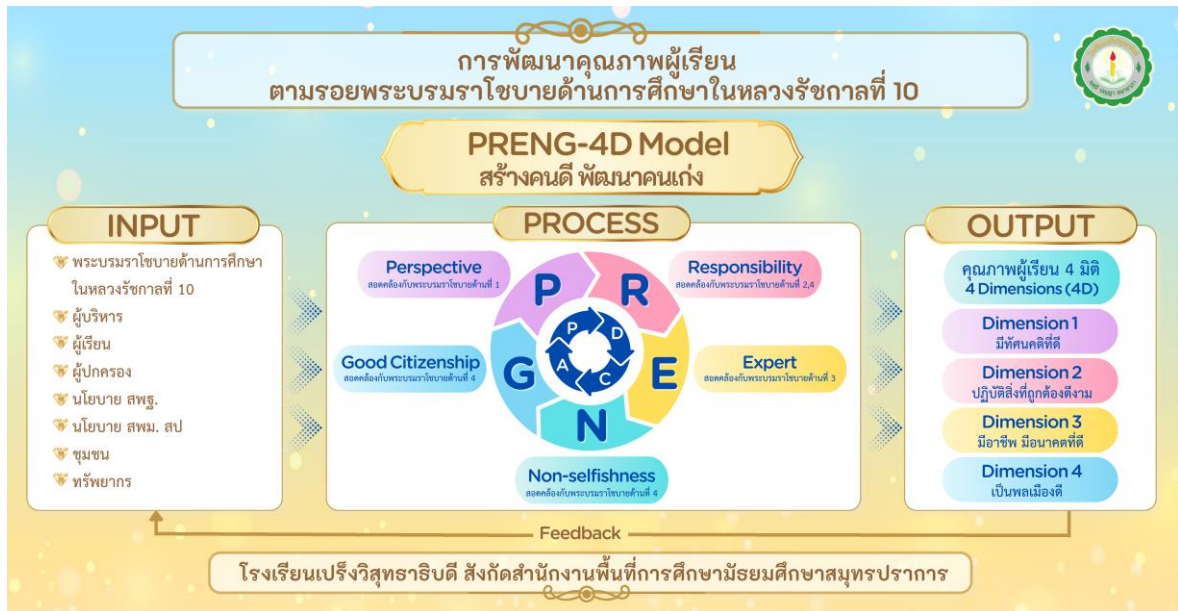 การพัฒนาคุณภาพผู้เรียน
ตามรอยพระบรมราโชบายด้านการศึกษาในหลวงรัชกาลที่ 10
PRENG-4D Model
สร้างคนดี พัฒนาคนเก่ง
INPUT
พระบรมราโชบายด้านการศึกษา
ในหลวงรัชกาลที่ 10
ผู้บริหาร
ผู้เรียน
ผู้ปกครอง
นโยบาย สพฐ.
นโยบาย สพม. สป
ชุมชน
ทรัพยากร
PROCESS
Perspective
สอดคล้องกับพระบรมราโชบายด้านที่ 1
Responsibility
สอดคล้องกับพระบรมราโชบายด้านที่ 2,4
Good Citizenship
สอดคล้องกับพระบรมราโชบายด้านที่ 4
Expert
สอดคล้องกับพระบรมราโชบายด้านที่ 3
Non-selfishness
สอดคล้องกับพระบรมราโชบายด้านที่ 4
P
R
E
N
G
P
D
C
A
OUTPUT
คุณภาพผู้เรียน 4 มิติ
4 Dimensions (4D)
Dimension 1
มีทัศนคติที่ดี
Dimension 2
ปฏิบัติสิ่งที่ถูกต้องดีงาม
Dimension 3
มีอาชีพ มีอนาคตที่ดี
Dimension 4
เป็นพลเมืองดี
Feedback
โรงเรียนเปร็งวิสุทธาธิบดี สังกัดสำนักงานพื้นที่การศึกษามัธยมศึกษาสมุทรปราการ